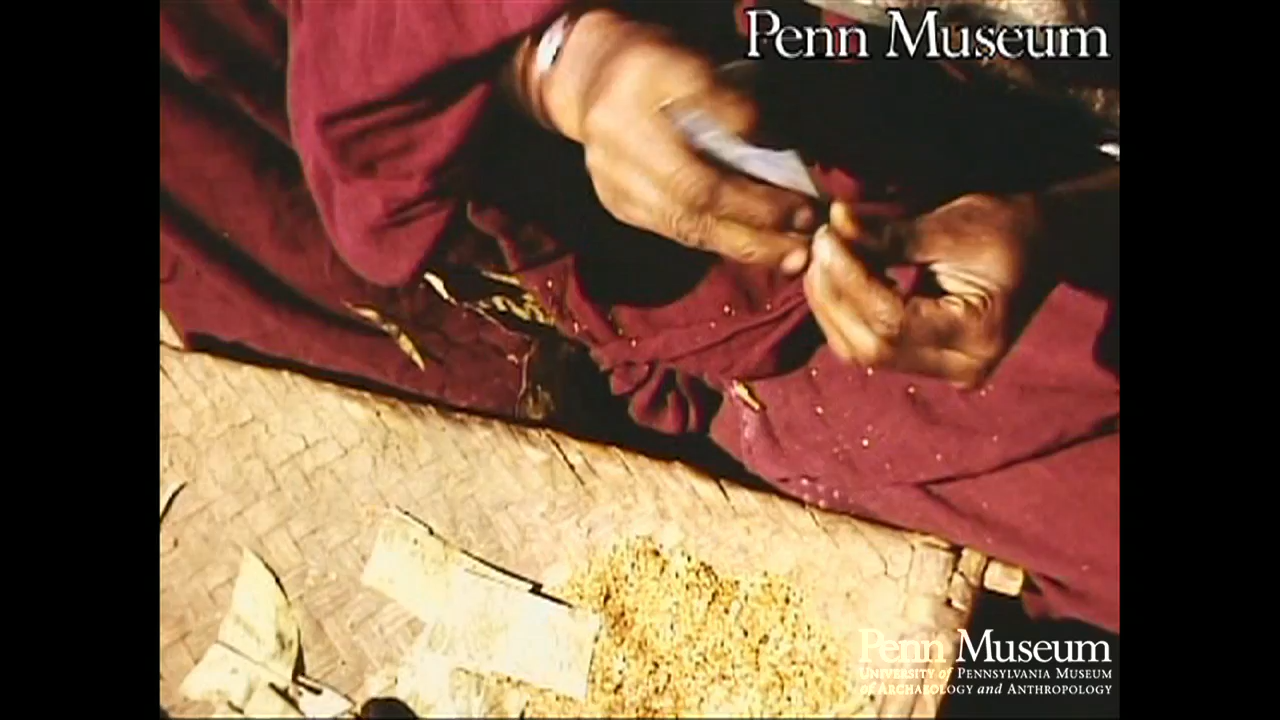 Penn Museum
Penn Museum
University of Pennsylvania Museum
of Archaeology and Anthropology